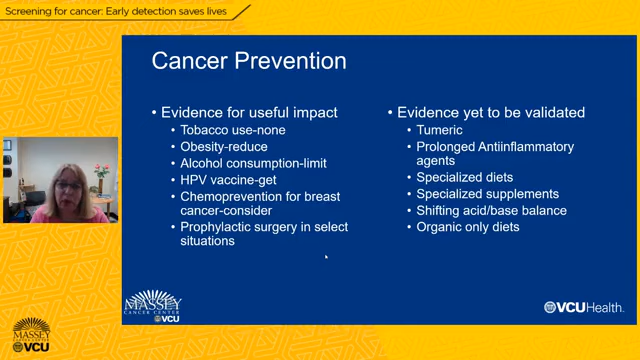 Screening for cancer: Early detection saves lives
Cancer Prevention
• Evidence for useful impact
• Tobacco use-none
• Obesity-reduce
• Alcohol consumption-limit
• HPV vaccine-get
• Chemoprevention for breast
cancer-consider
• Prophylactic surgery in select
situations
• Evidence yet to be validated
• Tumeric
• Prolonged Antiinflammatory
agents
• Specialized diets
• Specialized supplements
• Shifting acid/base balance
• Organic only diets
MASSEY
CANCER CENTER
VCU
VCUHealth.
MASSEY
CANCER CENTER
VCU